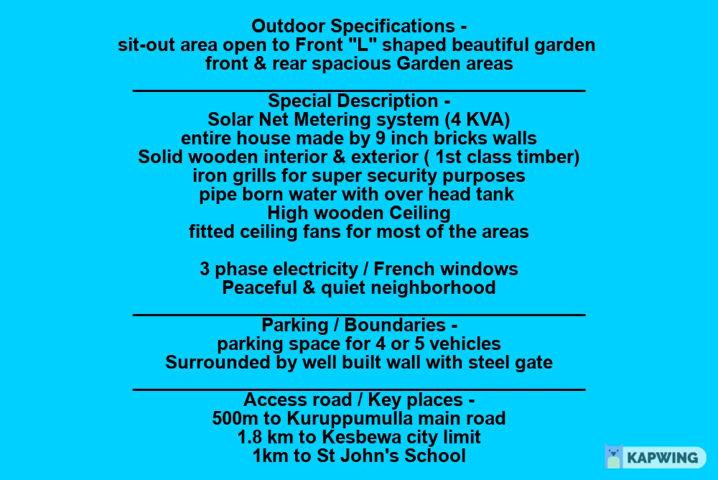 Outdoor Specifications -
sit-out area open to Front "L" shaped beautiful garden
front & rear spacious Garden areas
Special Description -
Solar Net Metering system (4 KVA)
entire house made by 9 inch bricks walls
Solid wooden interior & exterior ( 1st class timber)
iron grills for super security purposes
pipe born water with over head tank
High wooden Ceiling
fitted ceiling fans for most of the areas
3 phase electricity / French windows
Peaceful & quiet neighborhood
Parking / Boundaries -
parking space for 4 or 5 vehicles
Surrounded by well built wall with steel gate
Access road / Key places -
500m to Kuruppumulla main road
1.8 km to Kesbewa city limit
1km to St John's School
KAPWING